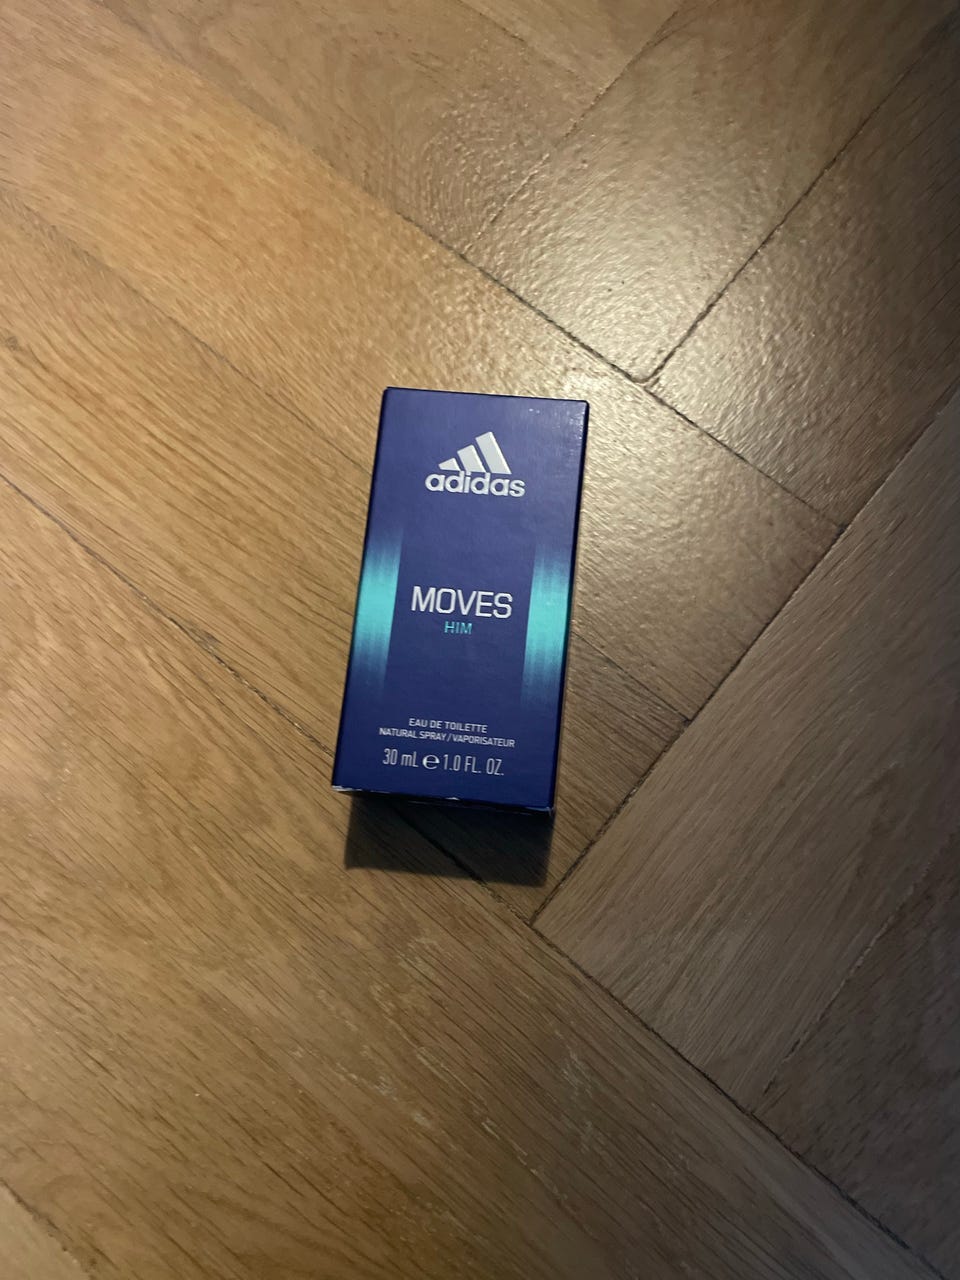 adidas
MOVES
HIM
EAU DE TOILETTE
NATURAL SPRAY/VAPORISATEUR
30 mL ℮ 1.0 FL. OZ.